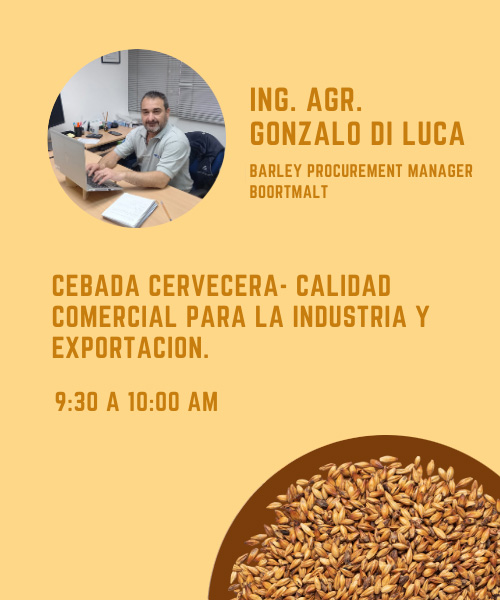 ING. AGR.
GONZALO DI LUCA
BARLEY PROCUREMENT MANAGER
BOORTMALT
CEBADA CERVECERA- CALIDAD
COMERCIAL PARA LA INDUSTRIA Y
EXPORTACION.
9:30 A 10:00 AM